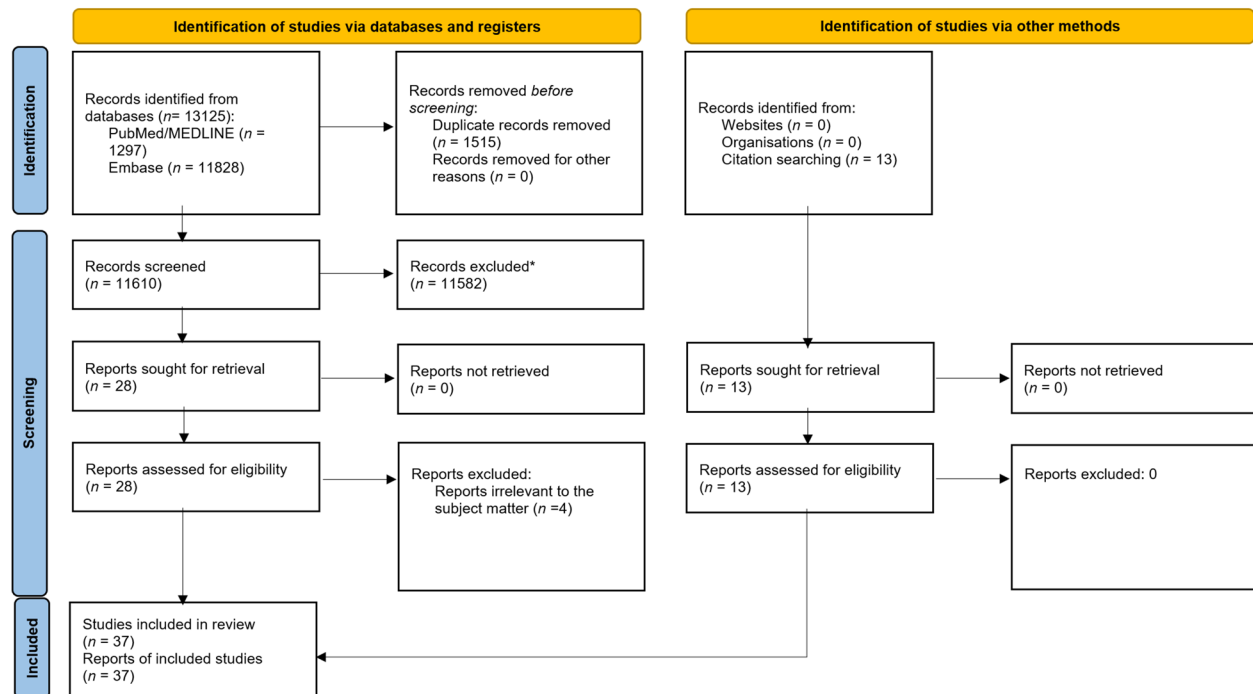 Identification of studies via databases and registers
Identification of studies via other methods
Identification
Records identified from
databases (n= 13125):
PubMed/MEDLINE (n =
1297)
Embase (n = 11828)
Records removed before
screening:
Duplicate records removed
(n = 1515)
Records removed for other
reasons (n = 0)
Records identified from:
Websites (n = 0)
Organisations (n = 0)
Citation searching (n = 13)
Screening
Records screened
(n = 11610)
Records excluded*
(n = 11582)
Reports sought for retrieval
(n = 28)
Reports not retrieved
(n = 0)
Reports sought for retrieval
(n = 13)
Reports not retrieved
(n = 0)
Reports assessed for eligibility
(n = 28)
Reports excluded:
Reports irrelevant to the
subject matter (n =4)
Reports assessed for eligibility
(n = 13)
Reports excluded: 0
Included
Studies included in review
(n = 37)
Reports of included studies
(n = 37)